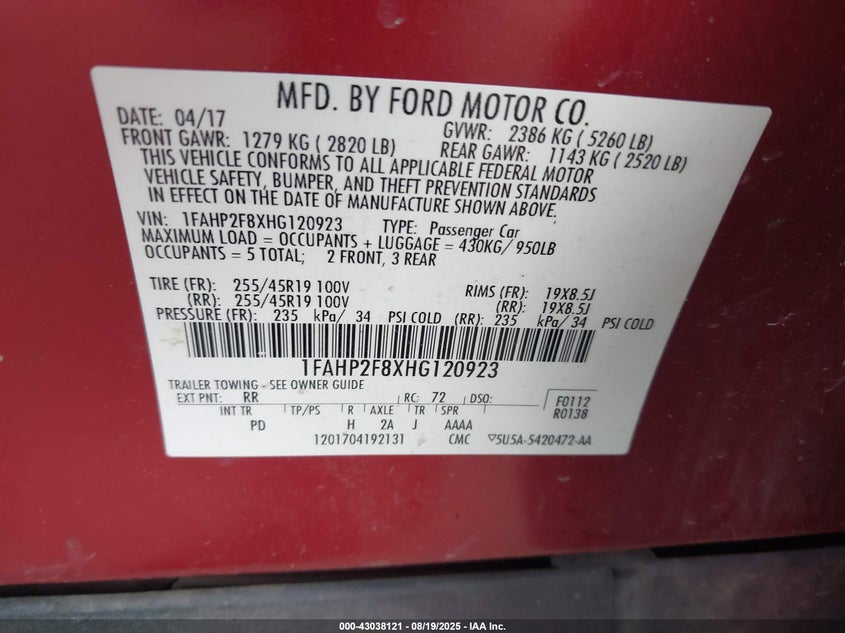 MFD. BY FORD MOTOR CO.
DATE: 04/17 GVWR: 2386 KG ( 5260 LB)
FRONT GAWR: 1279 KG ( 2820 LB) REAR GAWR: 1143 KG ( 2520 LB)
THIS VEHICLE CONFORMS TO ALL APPLICABLE FEDERAL MOTOR
VEHICLE SAFETY, BUMPER, AND THEFT PREVENTION STANDARDS
IN EFFECT ON THE DATE OF MANUFACTURE SHOWN ABOVE.
VIN: 1FAHP2F8XHG120923 TYPE: Passenger Car
MAXIMUM LOAD = OCCUPANTS + LUGGAGE = 430KG/ 950LB
OCCUPANTS = 5 TOTAL; 2 FRONT, 3 REAR
TIRE (FR): 255/45R19 100V RIMS (FR): 19X8.5J
(RR): 255/45R19 100V (RR): 19X8.5J
PRESSURE (FR): 235 kPa/ 34 PSI COLD (RR): 235 kPa/ 34 PSI COLD
1FAHP2F8XHG120923
TRAILER TOWING - SEE OWNER GUIDE
EXT PNT: RR RC: 72 DSO: F0112
INT TR TP/PS R AXLE TR SPR R0138
PD H 2A J AAAA
1201704192131 CMC 5U5A-5420472-AA
000-43038121 - 08/19/2025 - IAA Inc.